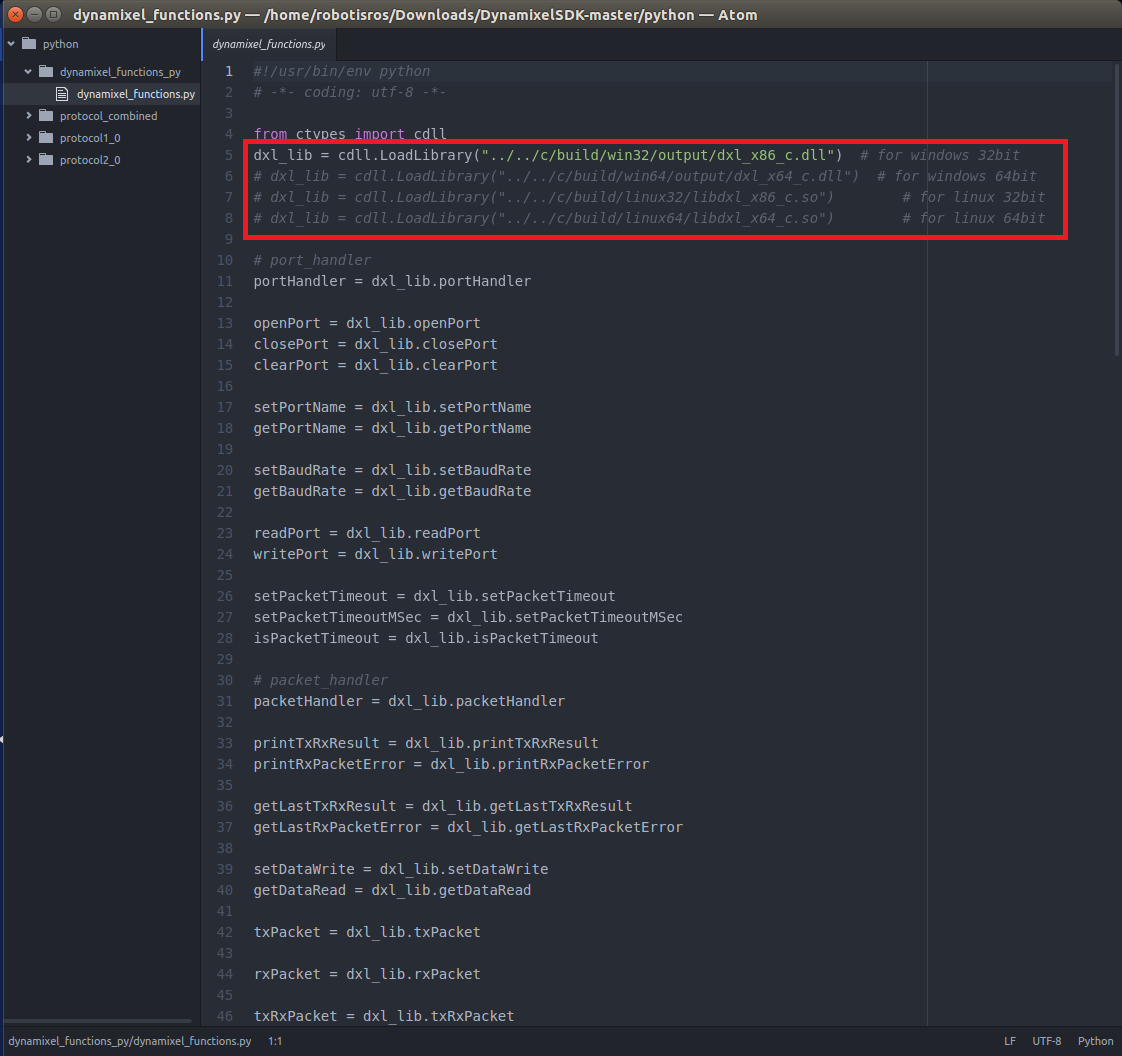 dynamixel_functions.py — /home/robotisros/Downloads/DynamixelSDK-master/python — Atom
python
dynamixel_functions_py
dynamixel_functions.py
protocol_combined
protocol1_0
protocol2_0
dynamixel_functions.py
1 #!/usr/bin/env python
2 # -*- coding: utf-8 -*-
3
4 from ctypes import cdll
5 dxl_lib = cdll.LoadLibrary("../../c/build/win32/output/dxl_x86_c.dll")  # for windows 32bit
6 # dxl_lib = cdll.LoadLibrary("../../c/build/win64/output/dxl_x64_c.dll")  # for windows 64bit
7 # dxl_lib = cdll.LoadLibrary("../../c/build/linux32/libdxl_x86_c.so")        # for linux 32bit
8 # dxl_lib = cdll.LoadLibrary("../../c/build/linux64/libdxl_x64_c.so")        # for linux 64bit
9
10 # port_handler
11 portHandler = dxl_lib.portHandler
12
13 openPort = dxl_lib.openPort
14 closePort = dxl_lib.closePort
15 clearPort = dxl_lib.clearPort
16
17 setPortName = dxl_lib.setPortName
18 getPortName = dxl_lib.getPortName
19
20 setBaudRate = dxl_lib.setBaudRate
21 getBaudRate = dxl_lib.getBaudRate
22
23 readPort = dxl_lib.readPort
24 writePort = dxl_lib.writePort
25
26 setPacketTimeout = dxl_lib.setPacketTimeout
27 setPacketTimeoutMSec = dxl_lib.setPacketTimeoutMSec
28 isPacketTimeout = dxl_lib.isPacketTimeout
29
30 # packet_handler
31 packetHandler = dxl_lib.packetHandler
32
33 printTxRxResult = dxl_lib.printTxRxResult
34 printRxPacketError = dxl_lib.printRxPacketError
35
36 getLastTxRxResult = dxl_lib.getLastTxRxResult
37 getLastRxPacketError = dxl_lib.getLastRxPacketError
38
39 setDataWrite = dxl_lib.setDataWrite
40 getDataRead = dxl_lib.getDataRead
41
42 txPacket = dxl_lib.txPacket
43
44 rxPacket = dxl_lib.rxPacket
45
46 txRxPacket = dxl_lib.txRxPacket
dynamixel_functions_py/dynamixel_functions.py 1:1 LF UTF-8 Python